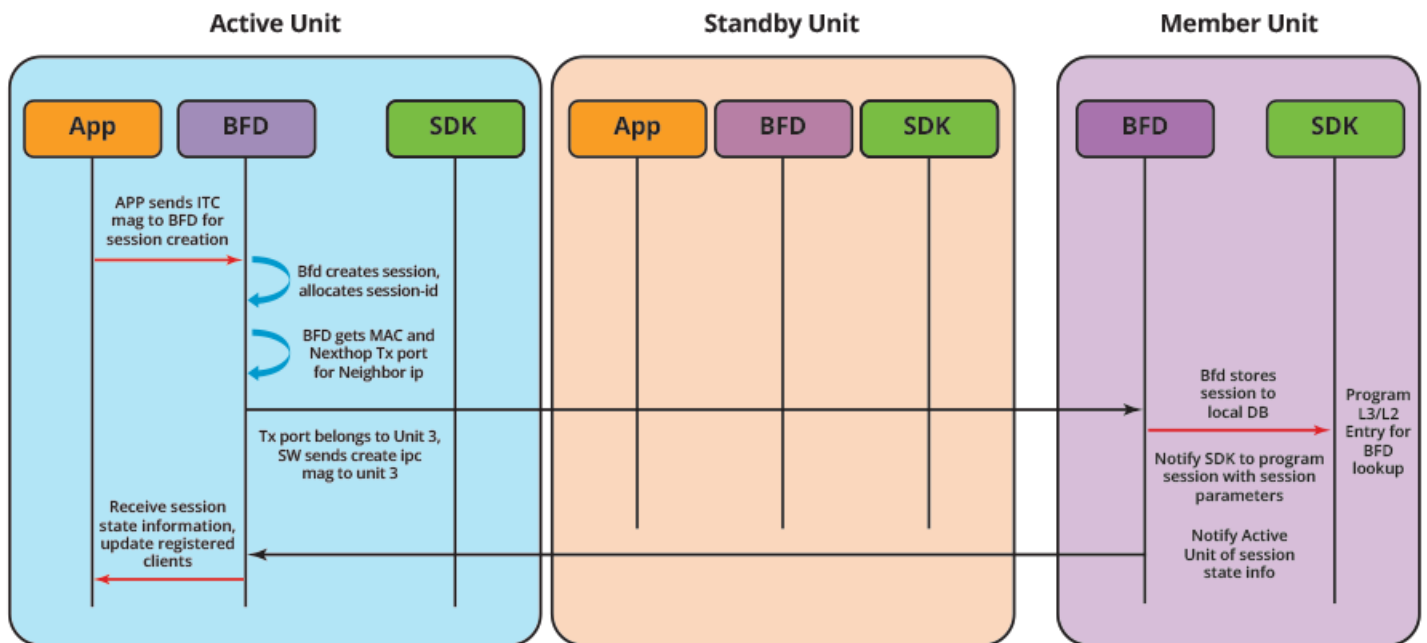 Active Unit
Standby Unit
Member Unit
App
BFD
SDK
App
BFD
SDK
BFD
SDK
APP sends ITC
mag to BFD for
session creation
Bfd creates session,
allocates session-id
BFD gets MAC and
Nexthop Tx port
for Neighbor ip
Tx port belongs to Unit 3,
SW sends create ipc
mag to unit 3
Receive session
state information,
update registered
clients
Bfd stores
session to
local DB
Notify SDK to program
session with session
parameters
Program
L3/L2
Entry for
BFD
lookup
Notify Active
Unit of session
state info